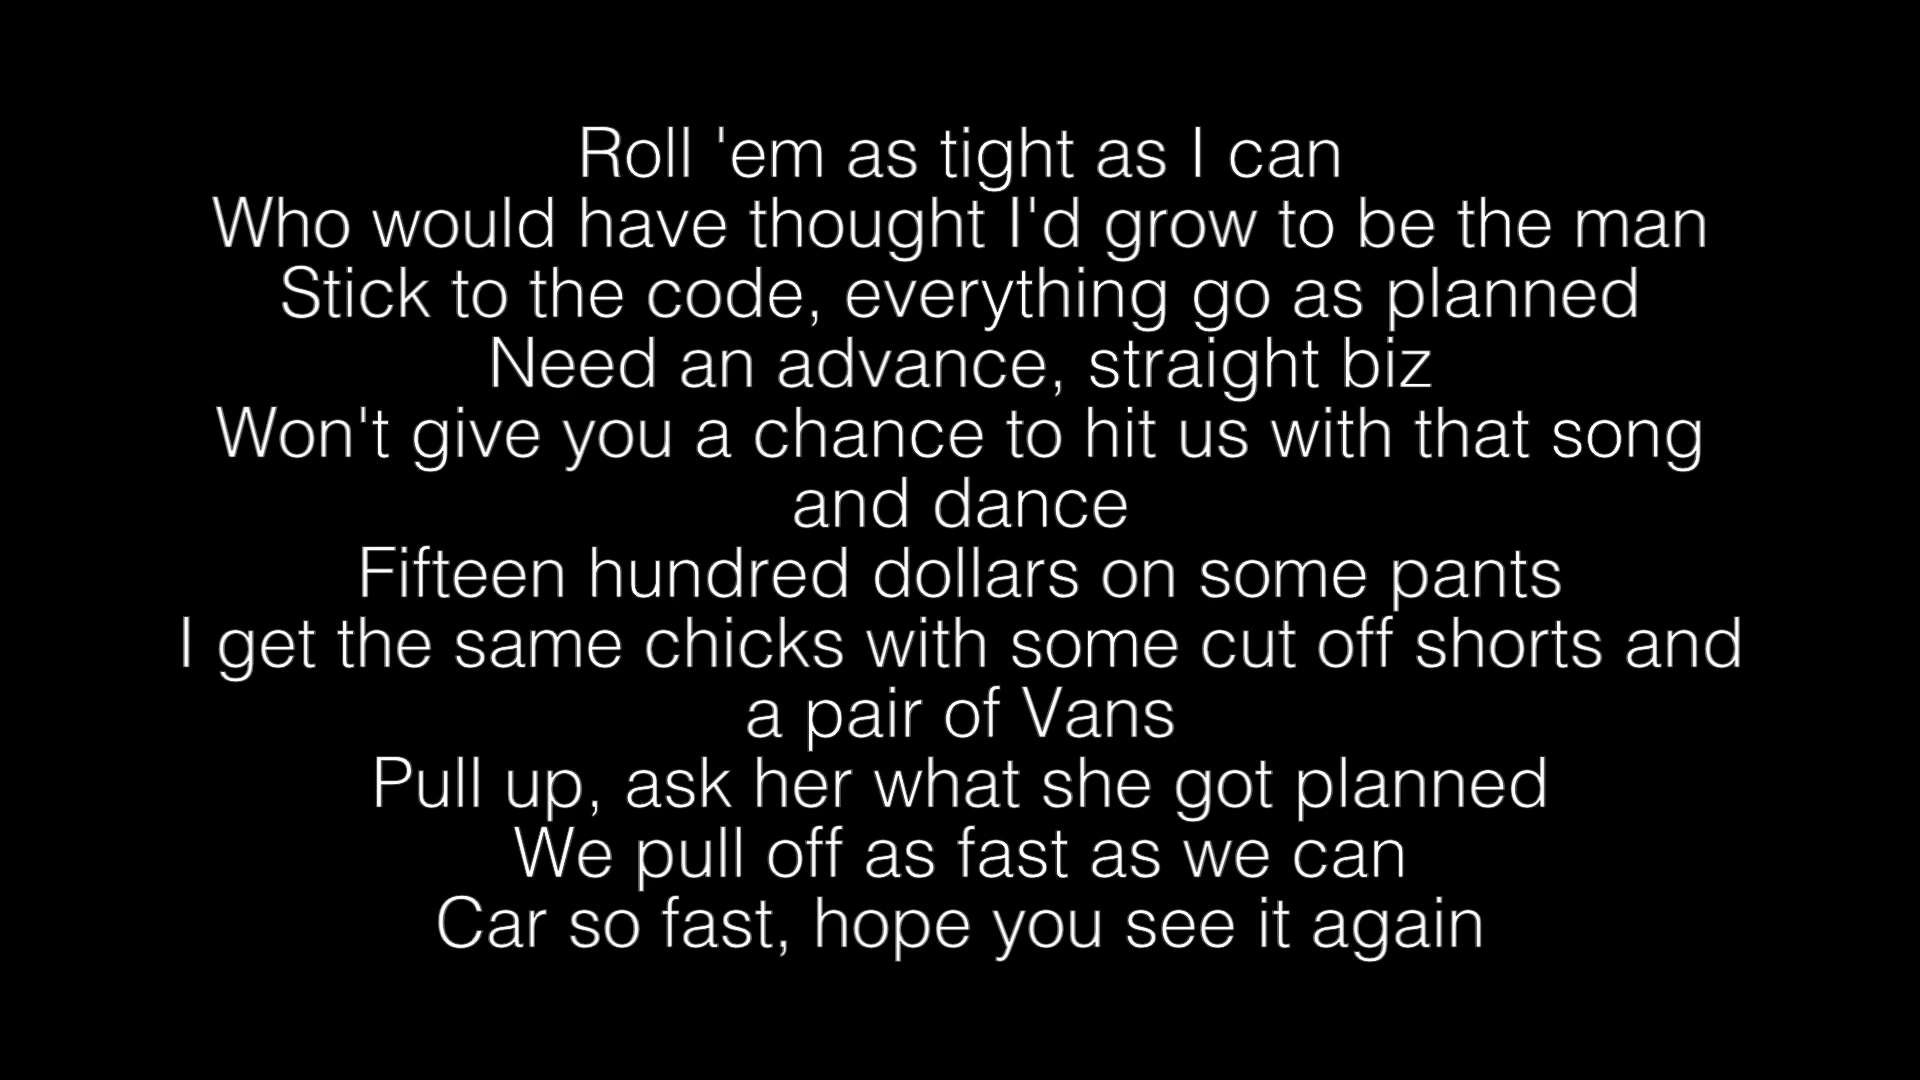 Roll 'em as tight as I can
Who would have thought I'd grow to be the man
Stick to the code, everything go as planned
Need an advance, straight biz
Won't give you a chance to hit us with that song
and dance
Fifteen hundred dollars on some pants
I get the same chicks with some cut off shorts and
a pair of Vans
Pull up, ask her what she got planned
We pull off as fast as we can
Car so fast, hope you see it again